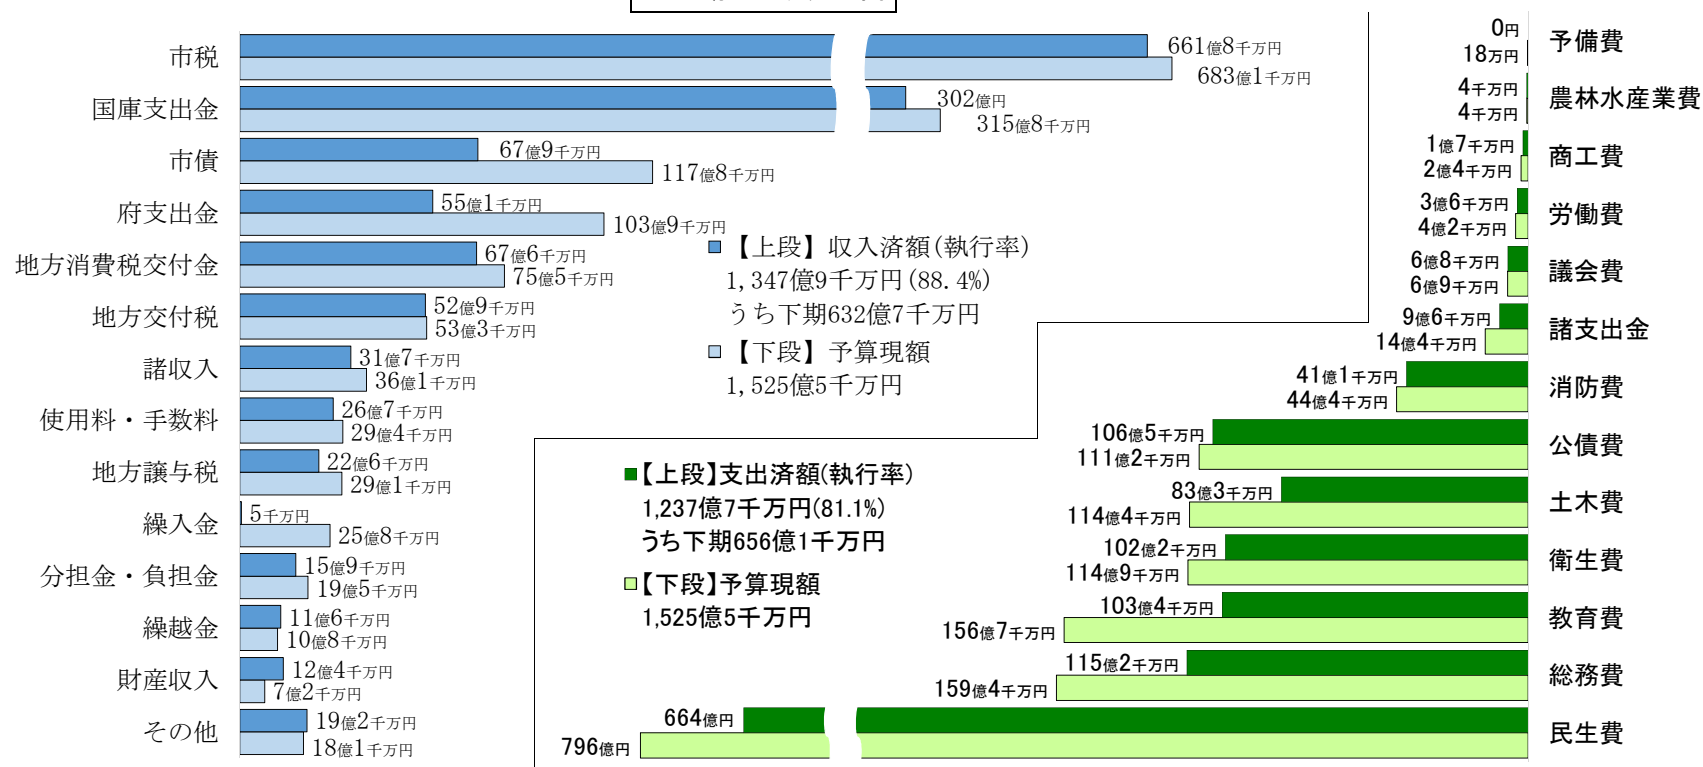 市税
661億8千万円
683億1千万円
国庫支出金
302億円
315億8千万円
市債
67億9千万円
117億8千万円
府支出金
55億1千万円
103億9千万円
地方消費税交付金
67億6千万円
75億5千万円
地方交付税
52億9千万円
53億3千万円
諸収入
31億7千万円
36億1千万円
使用料・手数料
26億7千万円
29億4千万円
地方譲与税
22億6千万円
29億1千万円
繰入金
5千万円
25億8千万円
分担金・負担金
15億9千万円
19億5千万円
繰越金
11億6千万円
10億8千万円
財産収入
12億4千万円
7億2千万円
その他
19億2千万円
18億1千万円
【上段】収入済額(執行率)
1,347億9千万円(88.4%)
うち下期632億7千万円
【下段】予算現額
1,525億5千万円
0円
18万円
予備費
4千万円
4千万円
農林水産業費
1億7千万円
2億4千万円
商工費
3億6千万円
4億2千万円
労働費
6億8千万円
6億9千万円
議会費
9億6千万円
14億4千万円
諸支出金
41億1千万円
44億4千万円
消防費
106億5千万円
111億2千万円
公債費
83億3千万円
114億4千万円
土木費
102億2千万円
114億9千万円
衛生費
103億4千万円
156億7千万円
教育費
115億2千万円
159億4千万円
総務費
664億円
796億円
民生費
【上段】支出済額(執行率)
1,237億7千万円(81.1%)
うち下期656億1千万円
【下段】予算現額
1,525億5千万円